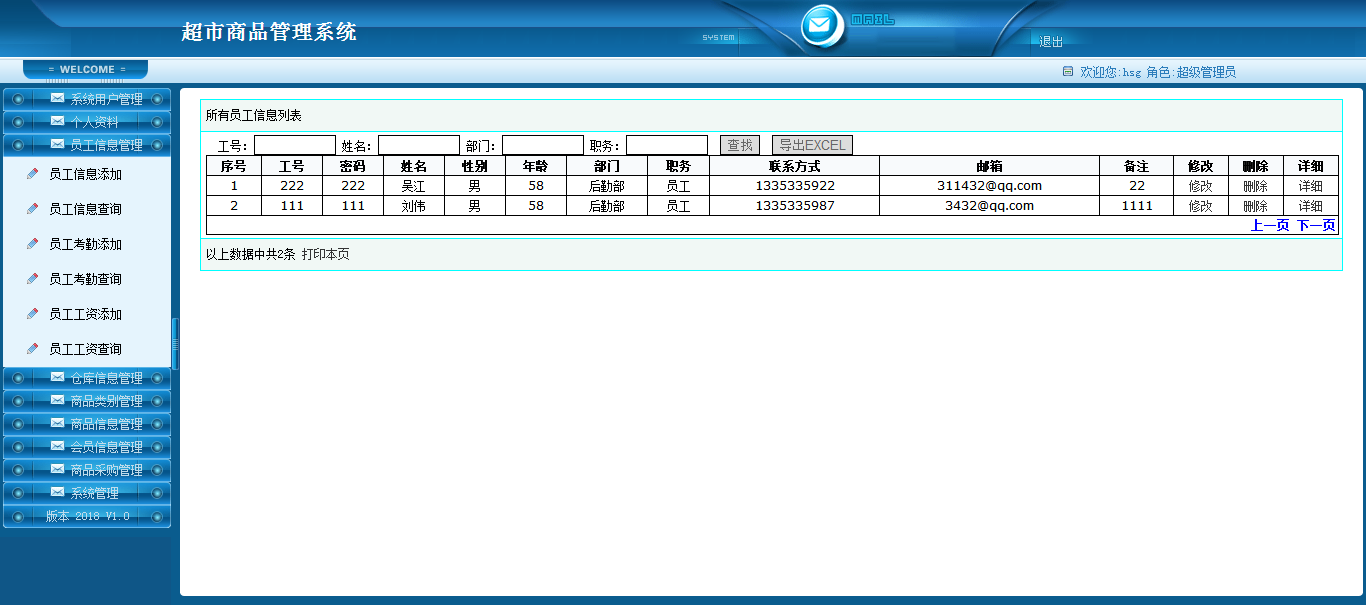 超市商品管理系统
MAIL
SYSTEM
退出
= WELCOME =
欢迎您:hsg 角色:超级管理员
系统用户管理
个人资料
员工信息管理
员工信息添加
员工信息查询
员工考勤添加
员工考勤查询
员工工资添加
员工工资查询
仓库信息管理
商品类别管理
商品信息管理
会员信息管理
商品采购管理
系统管理
版本 2018 V1.0
所有员工信息列表
工号: 姓名: 部门: 职务: 查找 导出EXCEL
序号 工号 密码 姓名 性别 年龄 部门 职务 联系方式 邮箱 备注 修改 删除 详细
1 222 222 吴江 男 58 后勤部 员工 1335335922 311432@qq.com 22 修改 删除 详细
2 111 111 刘伟 男 58 后勤部 员工 1335335987 3432@qq.com 1111 修改 删除 详细
上一页 下一页
以上数据中共2条 打印本页